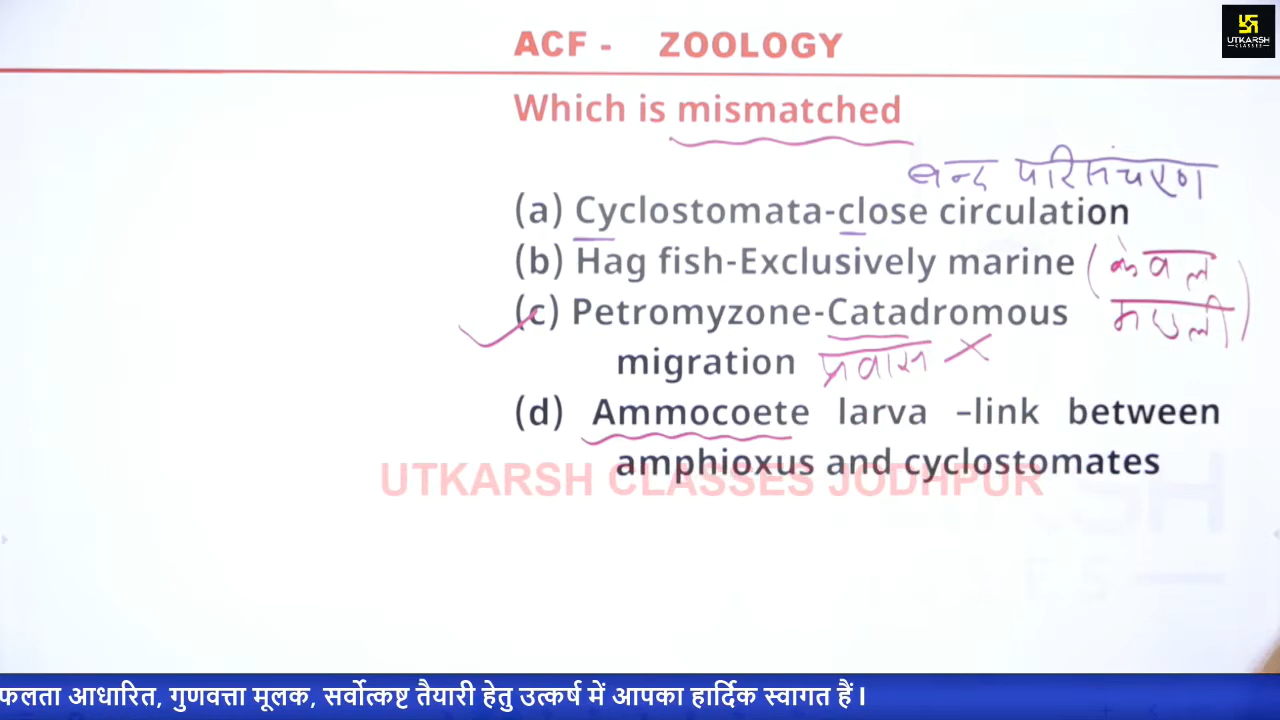 UTKARSH
CLASSES
ACF - ZOOLOGY
Which is mismatched
बन्द परिसंचरण
(a) Cyclostomata-close circulation
(b) Hag fish-Exclusively marine (केवल
मछली)
(c) Petromyzone-Catadromous
migration प्रवास ×
(d) Ammocoete larva –link between
amphioxus and cyclostomates
UTKARSH CLASSES JODHPUR
फलता आधारित, गुणवत्ता मूलक, सर्वोत्कृष्ट तैयारी हेतु उत्कर्ष में आपका हार्दिक स्वागत हैं।